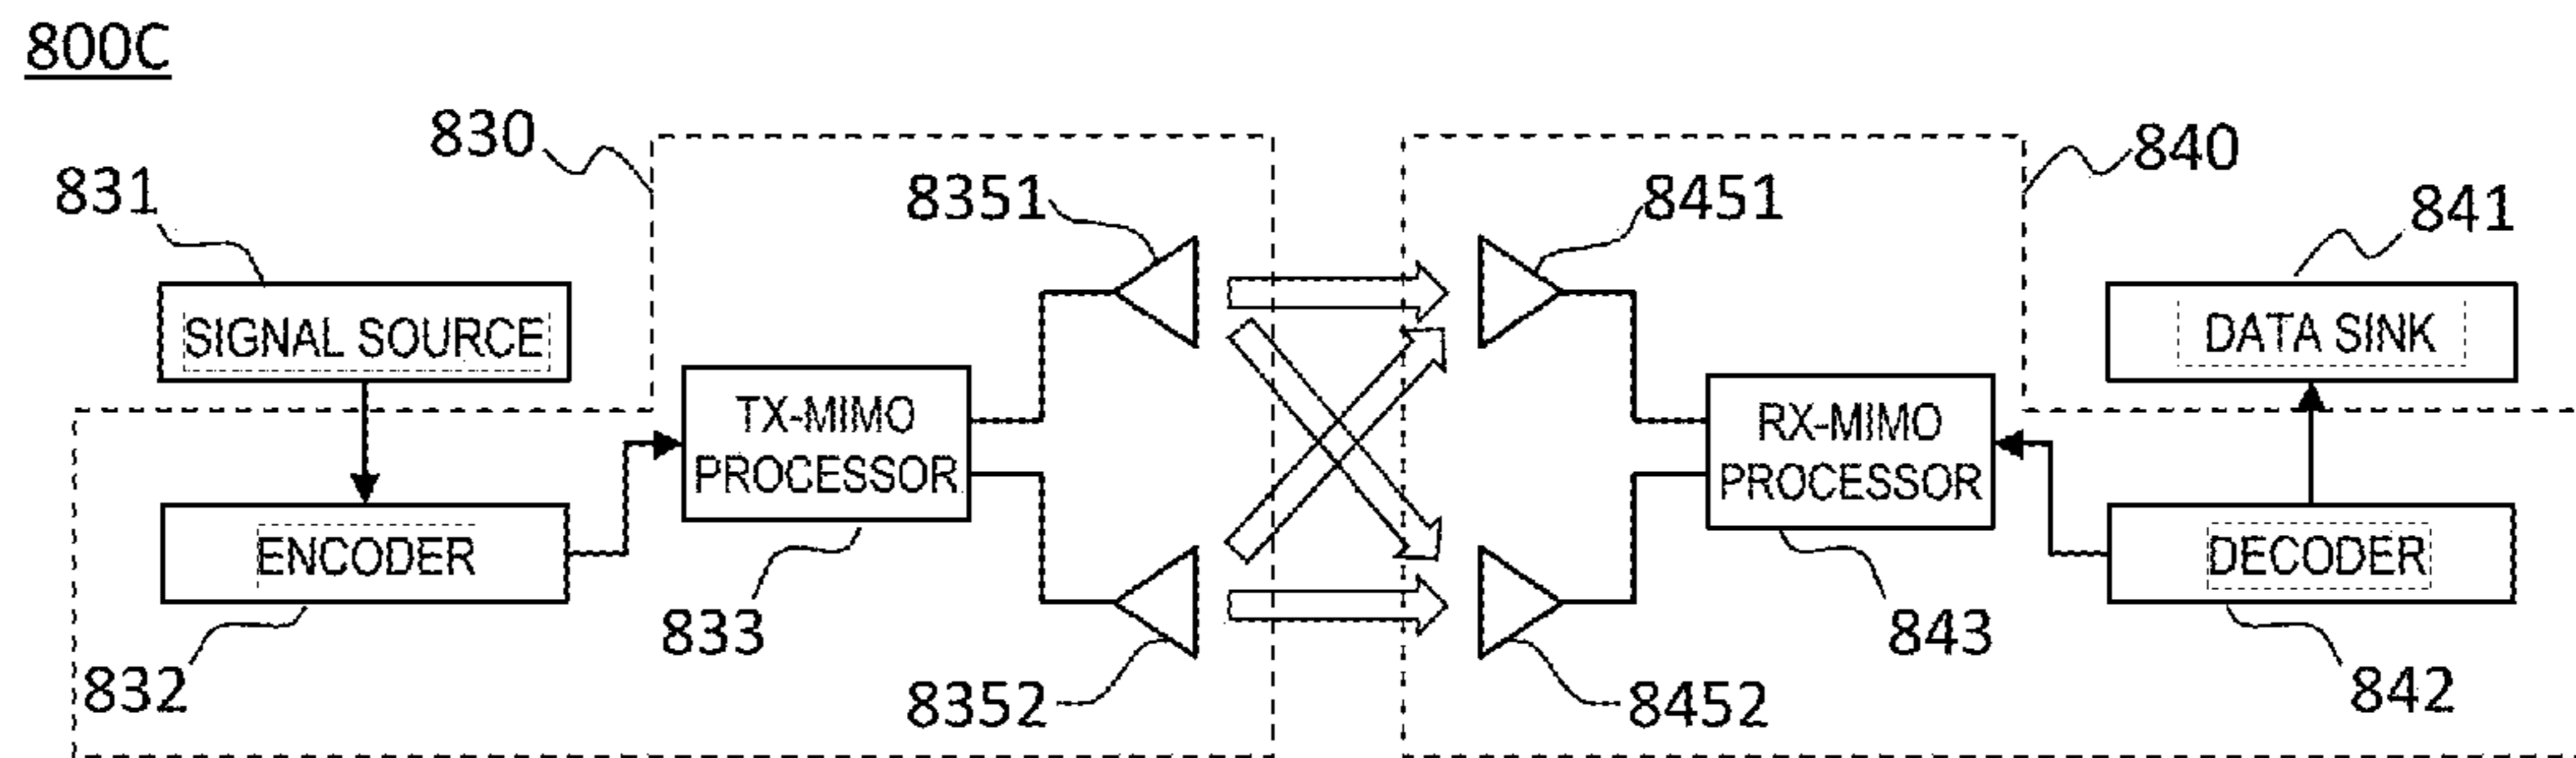 800C
830
840
831
8351
8451
841
SIGNAL SOURCE
DATA SINK
TX-MIMO
PROCESSOR
RX-MIMO
PROCESSOR
ENCODER
DECODER
832
833
8352
8452
843
842